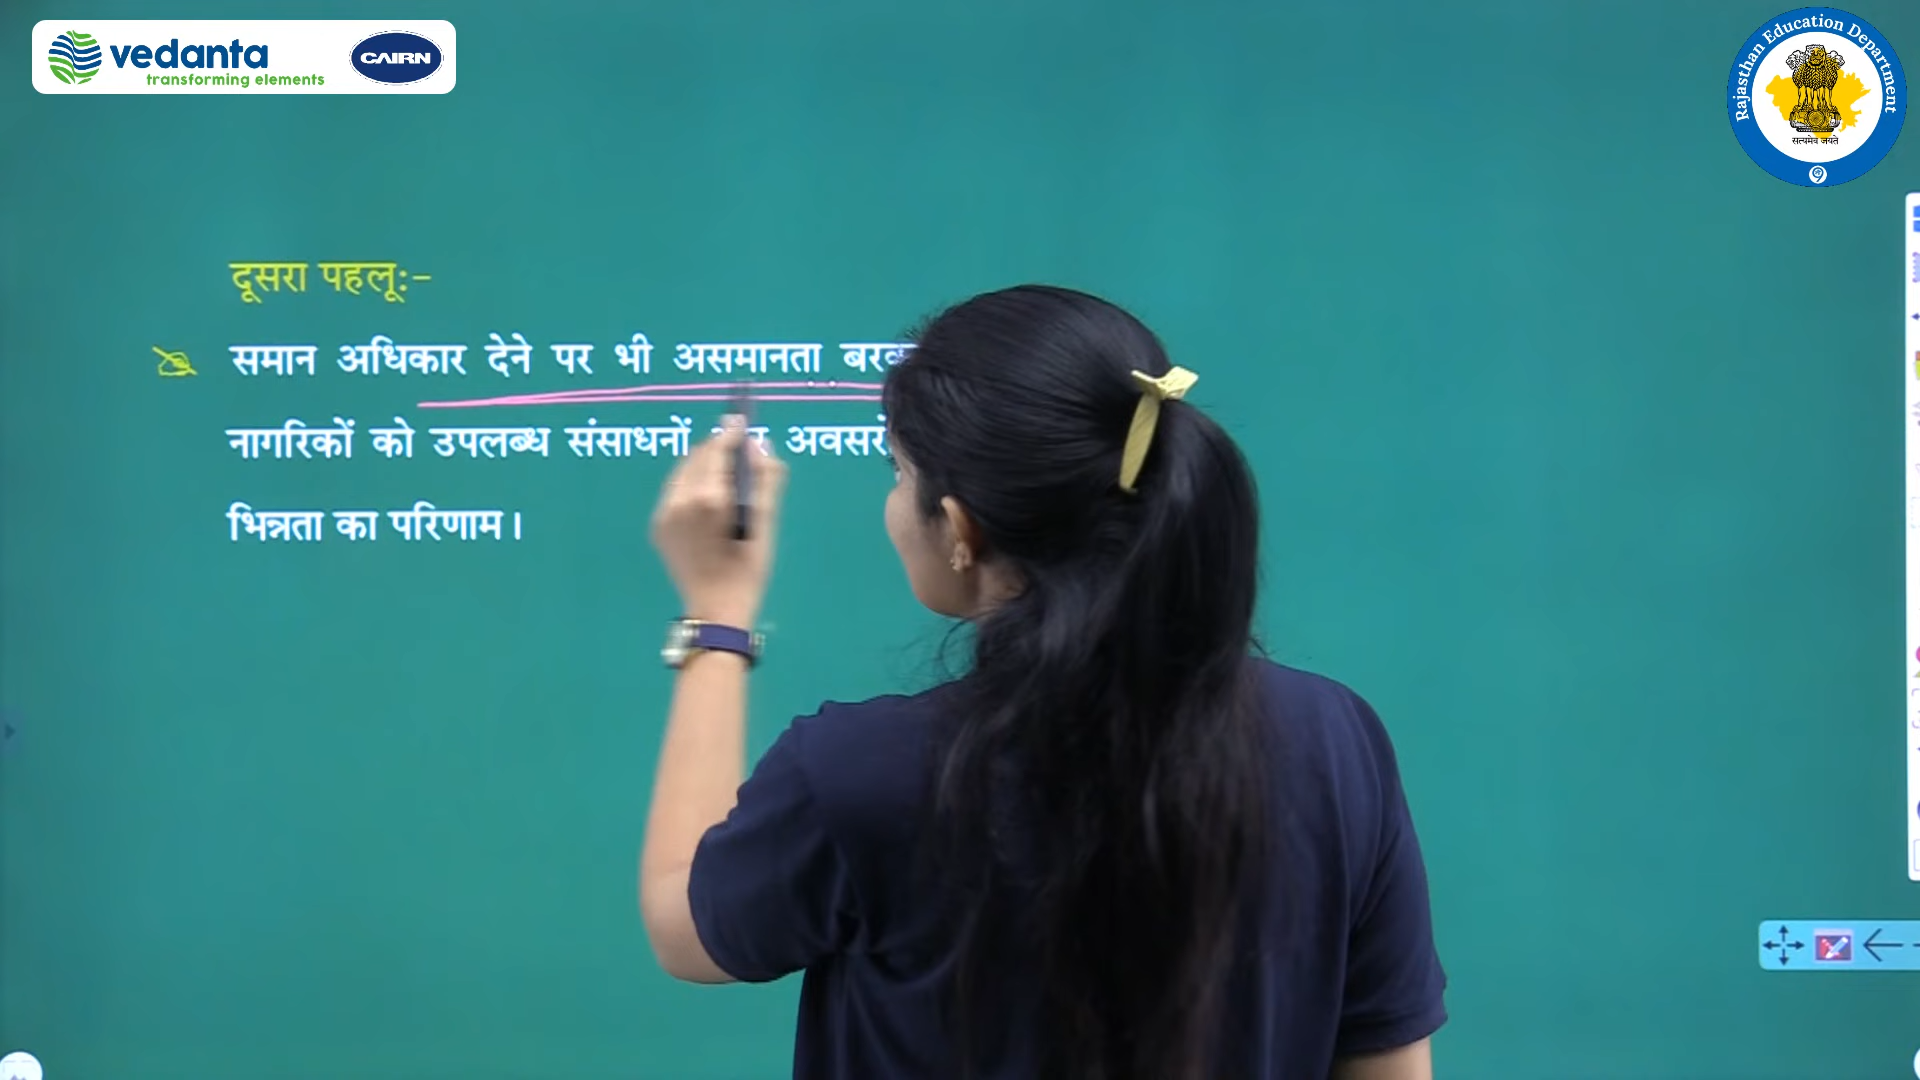 vedanta
transforming elements
CAIRN
Rajasthan Education Department
सत्यमेव जयते
दूसरा पहलू:-
समान अधिकार देने पर भी असमानता
नागरिकों को उपलब्ध संसाधनों
भिन्नता का परिणाम।